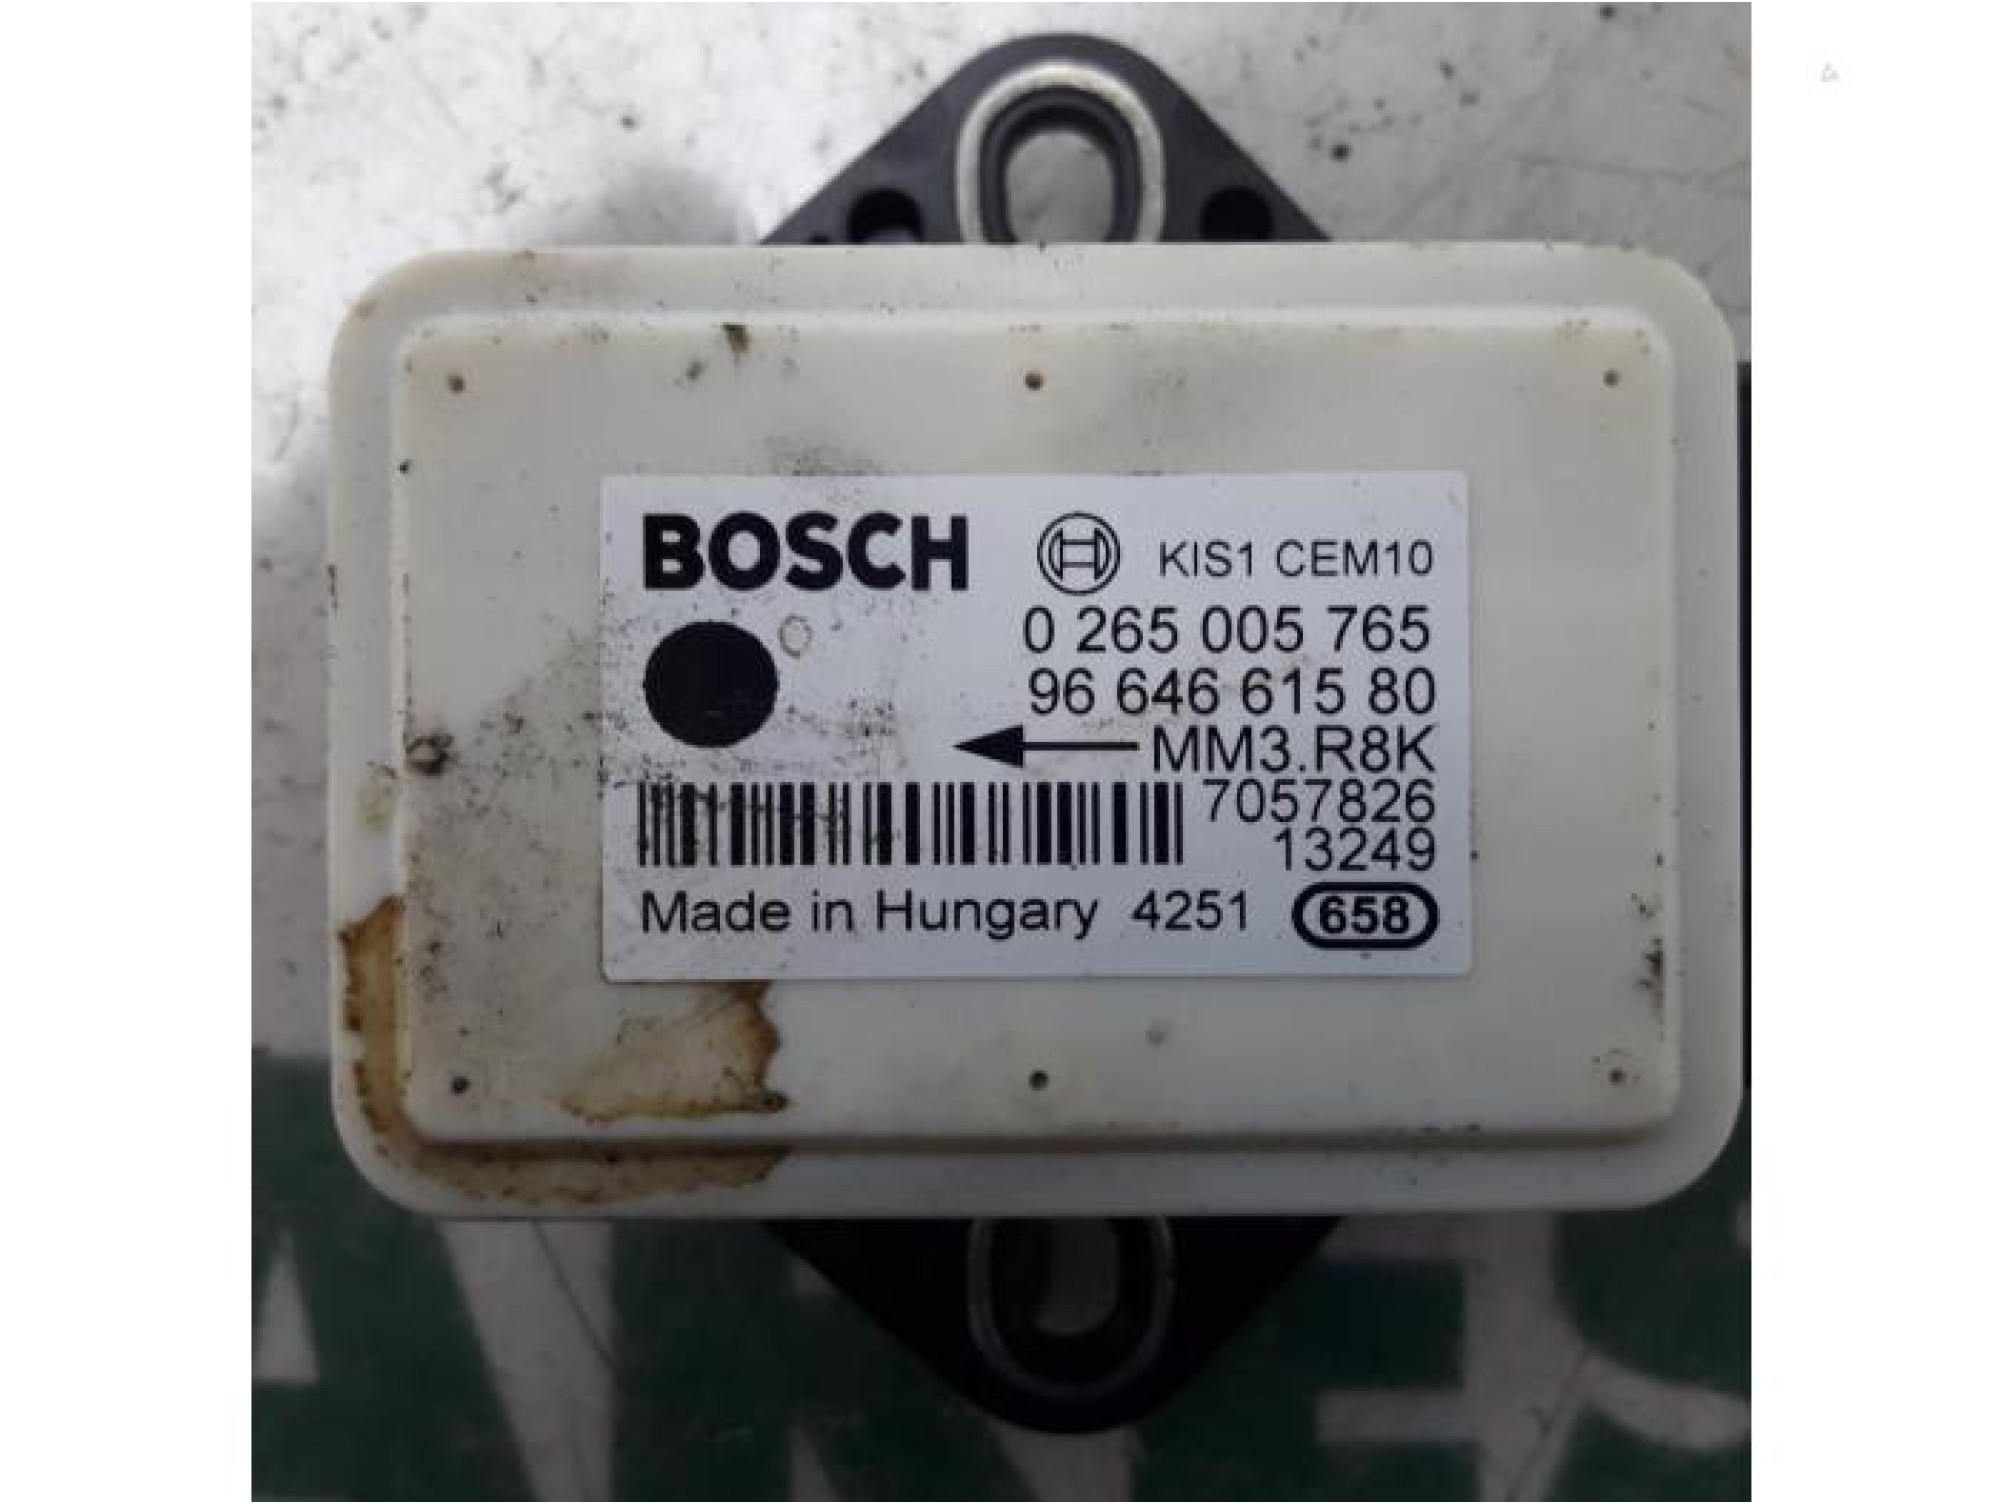 BOSCH KIS1 CEM10
0 265 005 765
96 646 615 80
MM3.R8K
7057826
13249
Made in Hungary 4251 658